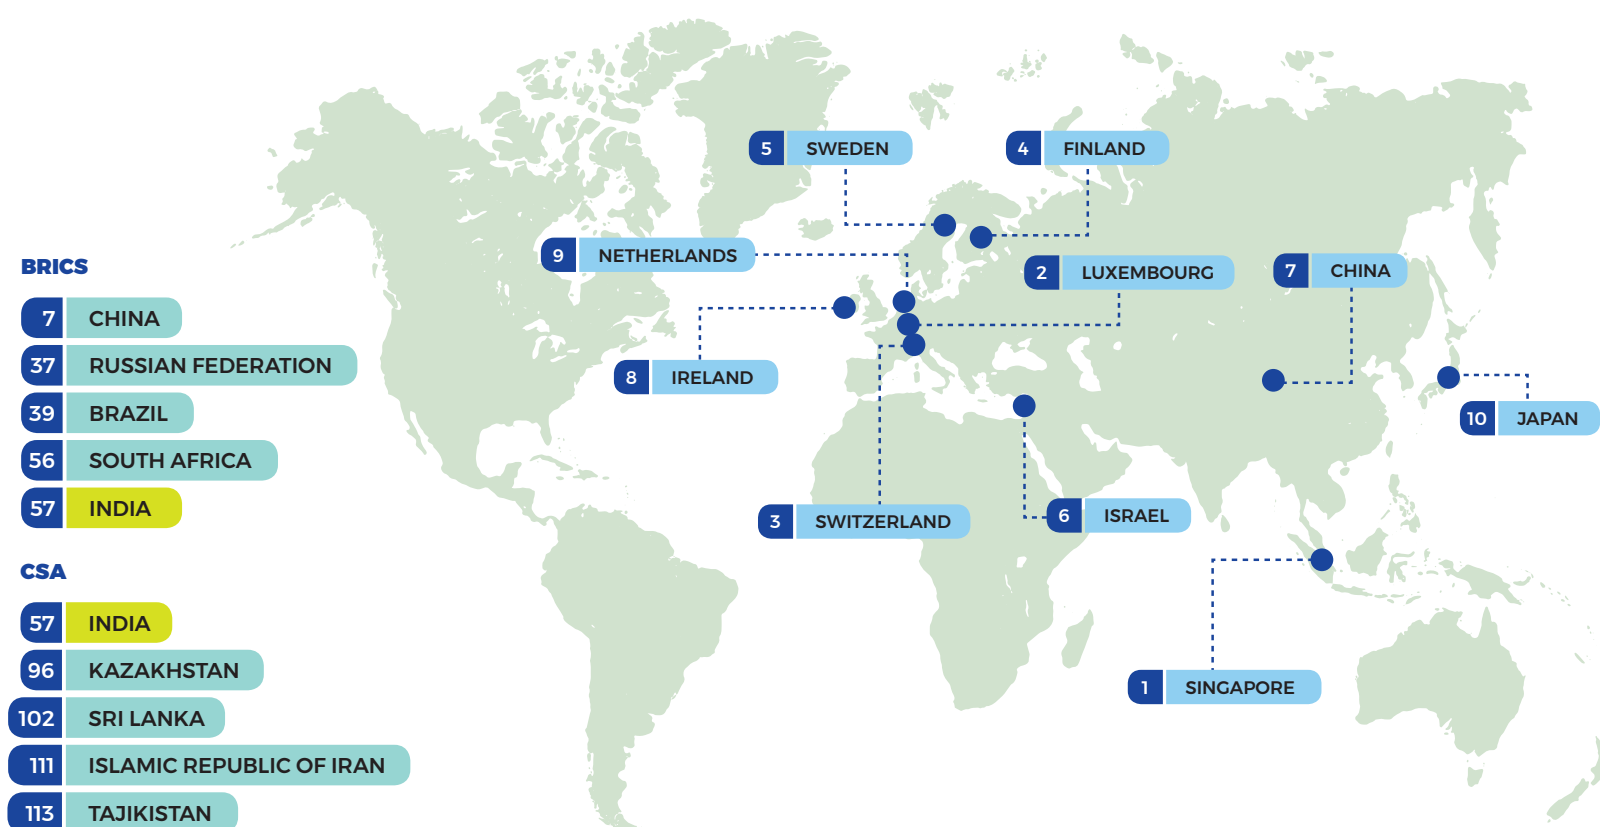 5 SWEDEN
4 FINLAND
9 NETHERLANDS
2 LUXEMBOURG
7 CHINA
8 IRELAND
10 JAPAN
3 SWITZERLAND
6 ISRAEL
1 SINGAPORE
BRICS
7 CHINA
37 RUSSIAN FEDERATION
39 BRAZIL
56 SOUTH AFRICA
57 INDIA
CSA
57 INDIA
96 KAZAKHSTAN
102 SRI LANKA
111 ISLAMIC REPUBLIC OF IRAN
113 TAJIKISTAN